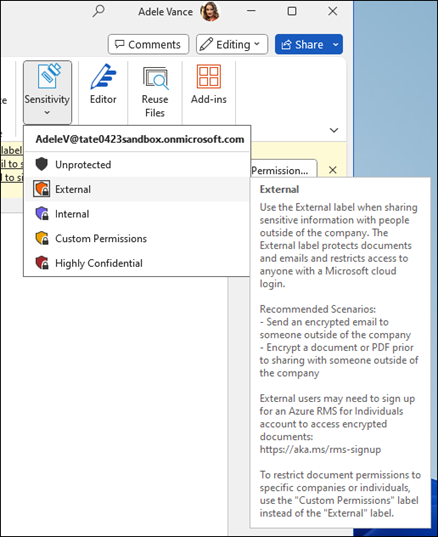 Adele Vance
Comments
Editing
Share
Sensitivity
Editor
Reuse
Files
Add-ins
AdeleV@tate0423sandbox.onmicrosoft.com
Unprotected
External
Internal
Custom Permissions
Highly Confidential
label
Permission...
External
Use the External label when sharing
sensitive information with people
outside of the company. The
External label protects documents
and emails and restricts access to
anyone with a Microsoft cloud
login.
Recommended Scenarios:
- Send an encrypted email to
someone outside of the company
- Encrypt a document or PDF prior
to sharing with someone outside of
the company
External users may need to sign up
for an Azure RMS for Individuals
account to access encrypted
documents:
https://aka.ms/rms-signup
To restrict document permissions to
specific companies or individuals,
use the "Custom Permissions" label
instead of the "External" label.